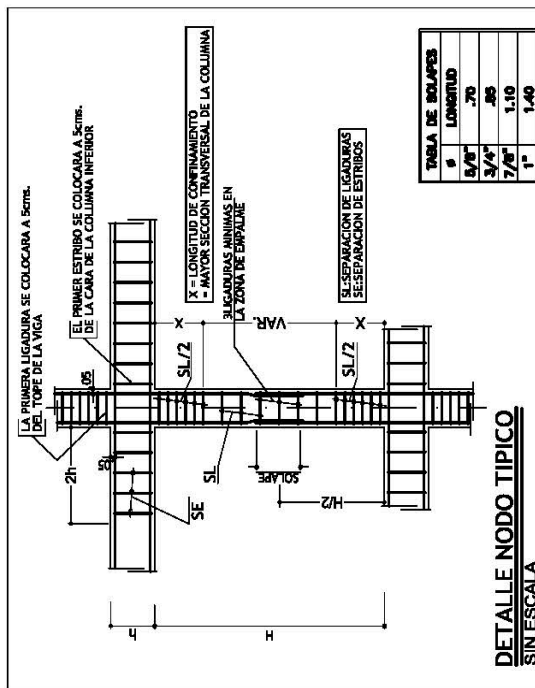 LA PRIMERA LIGADURA SE COLOCARA A 5cms.
DEL TOPE DE LA VIGA
EL PRIMER ESTRIBO SE COLOCARA A 5cms.
DE LA CARA DE LA COLUMNA INFERIOR
X = LONGITUD DE CONFINAMIENTO
= MAYOR SECCION TRANSVERSAL DE LA COLUMNA
3LIGADURAS MINIMAS EN
LA ZONA DE EMPALME
SL:SEPARACION DE LIGADURAS
SE:SEPARACION DE ESTRIBOS
TABLA DE SOLAPES
ø LONGITUD
5/8" .70
3/4" .85
7/8" 1.10
1" 1.40
2h
.05
.05
SE
SL
SL/2
SL/2
X
VAR.
X
SOLAPE
H/2
h
H
DETALLE NODO TIPICO
SIN ESCALA